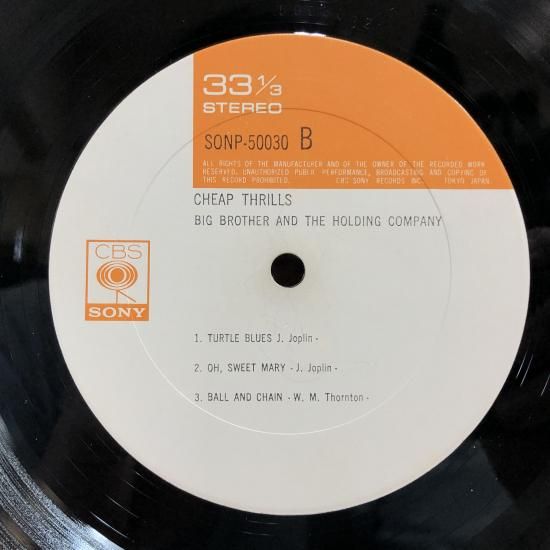 33 1/3
STEREO
SONP-50030 B
ALL RIGHTS OF THE MANUFACTURER AND OF THE OWNER OF THE RECORDED WORK
RESERVED. UNAUTHORIZED PUBLIC PERFORMANCE, BROADCASTING AND COPYING OF
THIS RECORD PROHIBITED. CBS SONY RECORDS INC. TOKYO JAPAN
CHEAP THRILLS
BIG BROTHER AND THE HOLDING COMPANY
CBS
SONY
1. TURTLE BLUES J. Joplin -
2. OH, SWEET MARY - J. Joplin -
3. BALL AND CHAIN - W. M. Thornton -